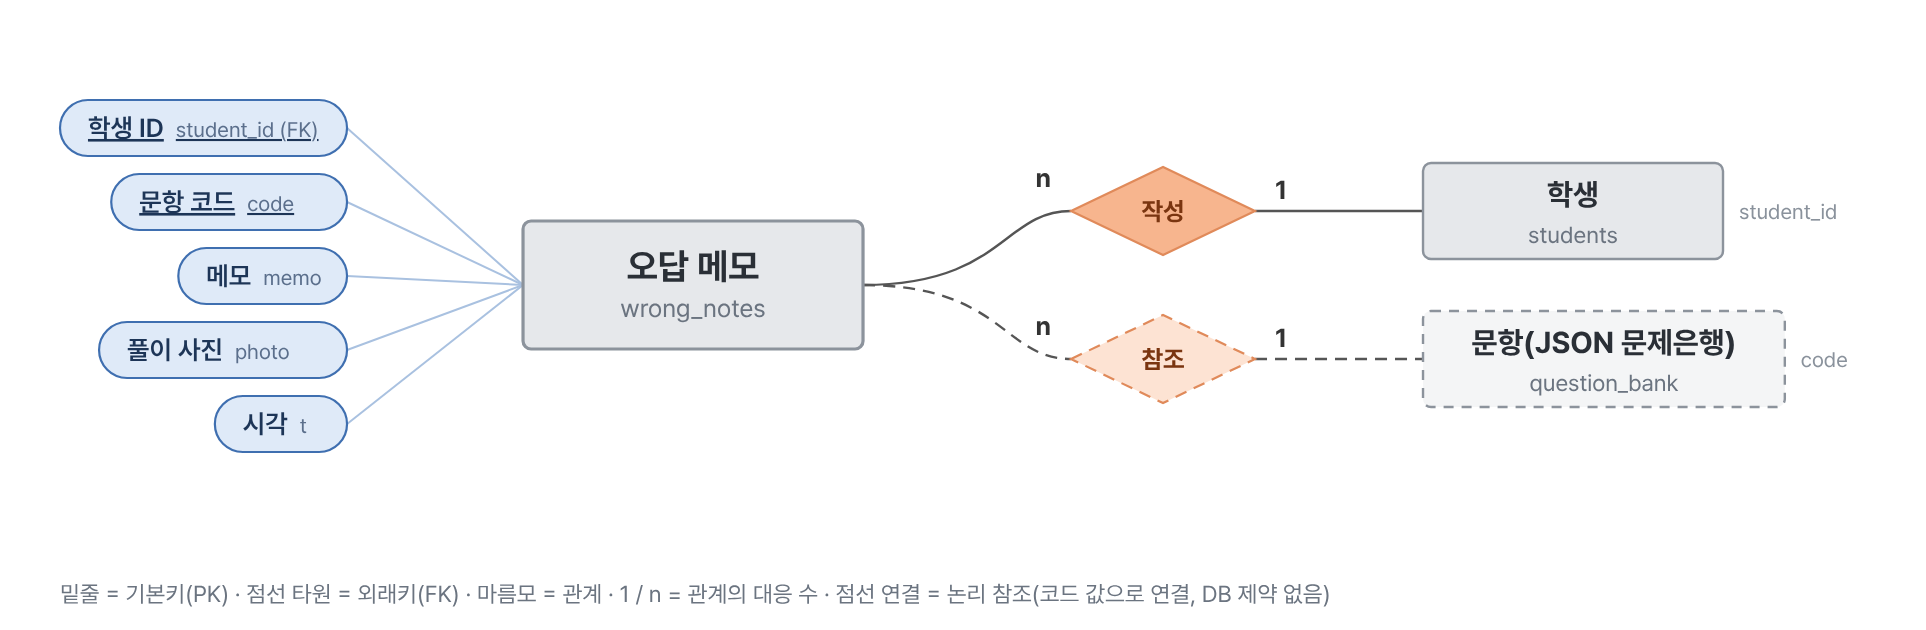 학생 ID student_id (FK)
문항 코드 code
메모 memo
풀이 사진 photo
시각 t
오답 메모
wrong_notes
n
작성
1
학생
students
student_id
n
참조
1
문항(JSON 문제은행)
question_bank
code
밑줄 = 기본키(PK) · 점선 타원 = 외래키(FK) · 마름모 = 관계 · 1 / n = 관계의 대응 수 · 점선 연결 = 논리 참조(코드 값으로 연결, DB 제약 없음)